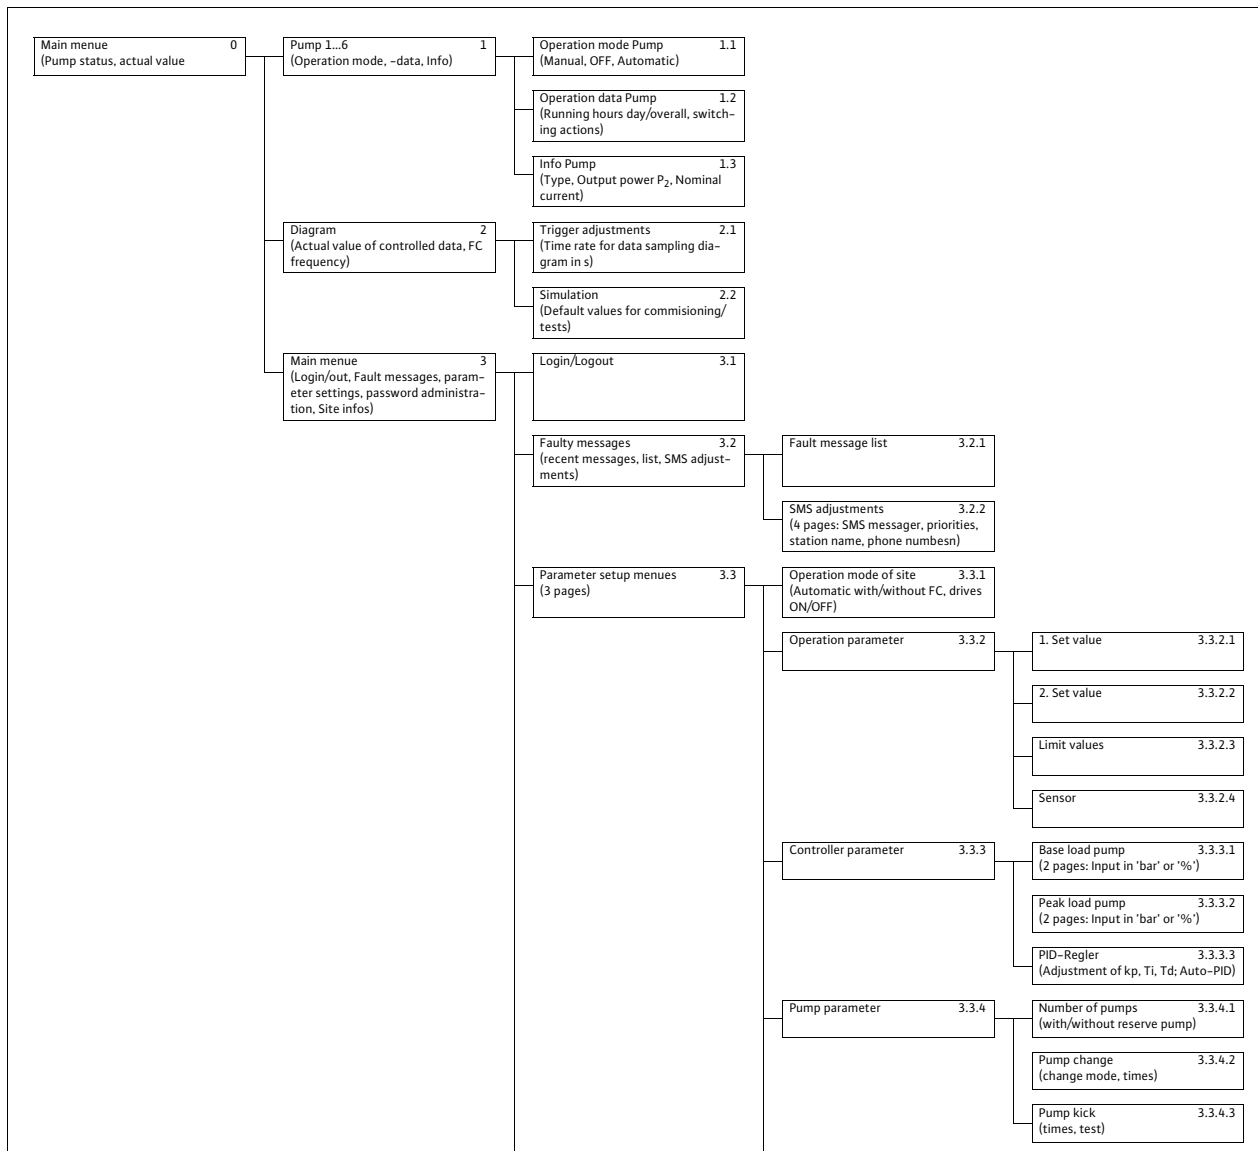 Main menue 0
(Pump status, actual value
Pump 1...6 1
(Operation mode, -data, Info)
Operation mode Pump 1.1
(Manual, OFF, Automatic)
Operation data Pump 1.2
(Running hours day/overall, switch-
ing actions)
Info Pump 1.3
(Type, Output power P2, Nominal
current)
Diagram 2
(Actual value of controlled data, FC
frequency)
Trigger adjustments 2.1
(Time rate for data sampling dia-
gram in s)
Simulation 2.2
(Default values for commisioning/
tests)
Main menue 3
(Login/out, Fault messages, param-
eter settings, password administra-
tion, Site infos)
Login/Logout 3.1
Faulty messages 3.2
(recent messages, list, SMS adjust-
ments)
Fault message list 3.2.1
SMS adjustments 3.2.2
(4 pages: SMS messager, priorities,
station name, phone numbesn)
Parameter setup menues 3.3
(3 pages)
Operation mode of site 3.3.1
(Automatic with/without FC, drives
ON/OFF)
Operation parameter 3.3.2
1. Set value 3.3.2.1
2. Set value 3.3.2.2
Limit values 3.3.2.3
Sensor 3.3.2.4
Controller parameter 3.3.3
Base load pump 3.3.3.1
(2 pages: Input in 'bar' or '%')
Peak load pump 3.3.3.2
(2 pages: Input in 'bar' or '%')
PID-Regler 3.3.3.3
(Adjustment of kp, Ti, Td; Auto-PID)
Pump parameter 3.3.4
Number of pumps 3.3.4.1
(with/without reserve pump)
Pump change 3.3.4.2
(change mode, times)
Pump kick 3.3.4.3
(times, test)